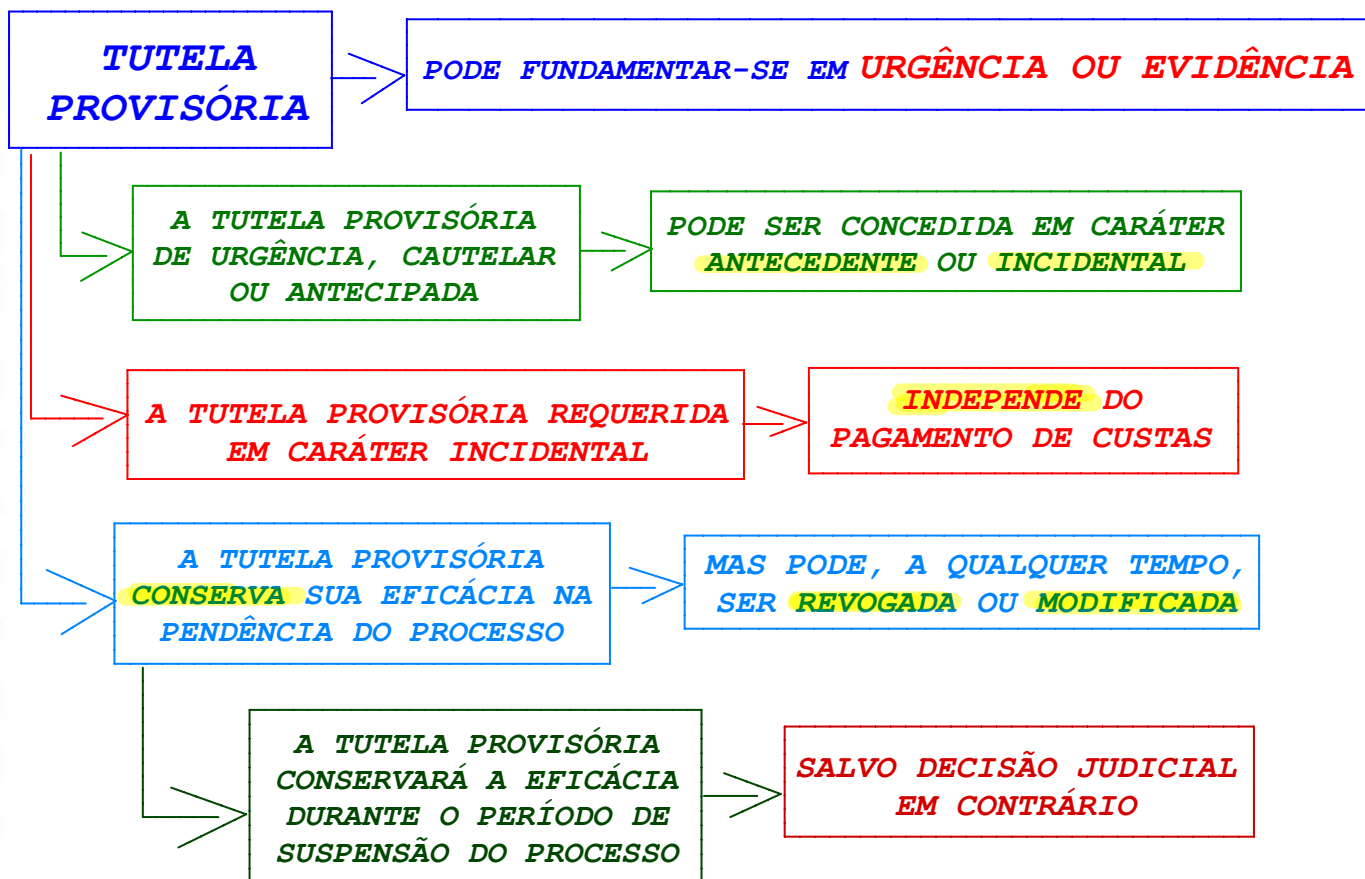 TUTELA
PROVISÓRIA
PODE FUNDAMENTAR-SE EM URGÊNCIA OU EVIDÊNCIA
A TUTELA PROVISÓRIA
DE URGÊNCIA, CAUTELAR
OU ANTECIPADA
PODE SER CONCEDIDA EM CARÁTER
ANTECEDENTE OU INCIDENTAL
A TUTELA PROVISÓRIA REQUERIDA
EM CARÁTER INCIDENTAL
INDEPENDE DO
PAGAMENTO DE CUSTAS
A TUTELA PROVISÓRIA
CONSERVA SUA EFICÁCIA NA
PENDÊNCIA DO PROCESSO
MAS PODE, A QUALQUER TEMPO,
SER REVOGADA OU MODIFICADA
A TUTELA PROVISÓRIA
CONSERVARÁ A EFICÁCIA
DURANTE O PERÍODO DE
SUSPENSÃO DO PROCESSO
SALVO DECISÃO JUDICIAL
EM CONTRÁRIO